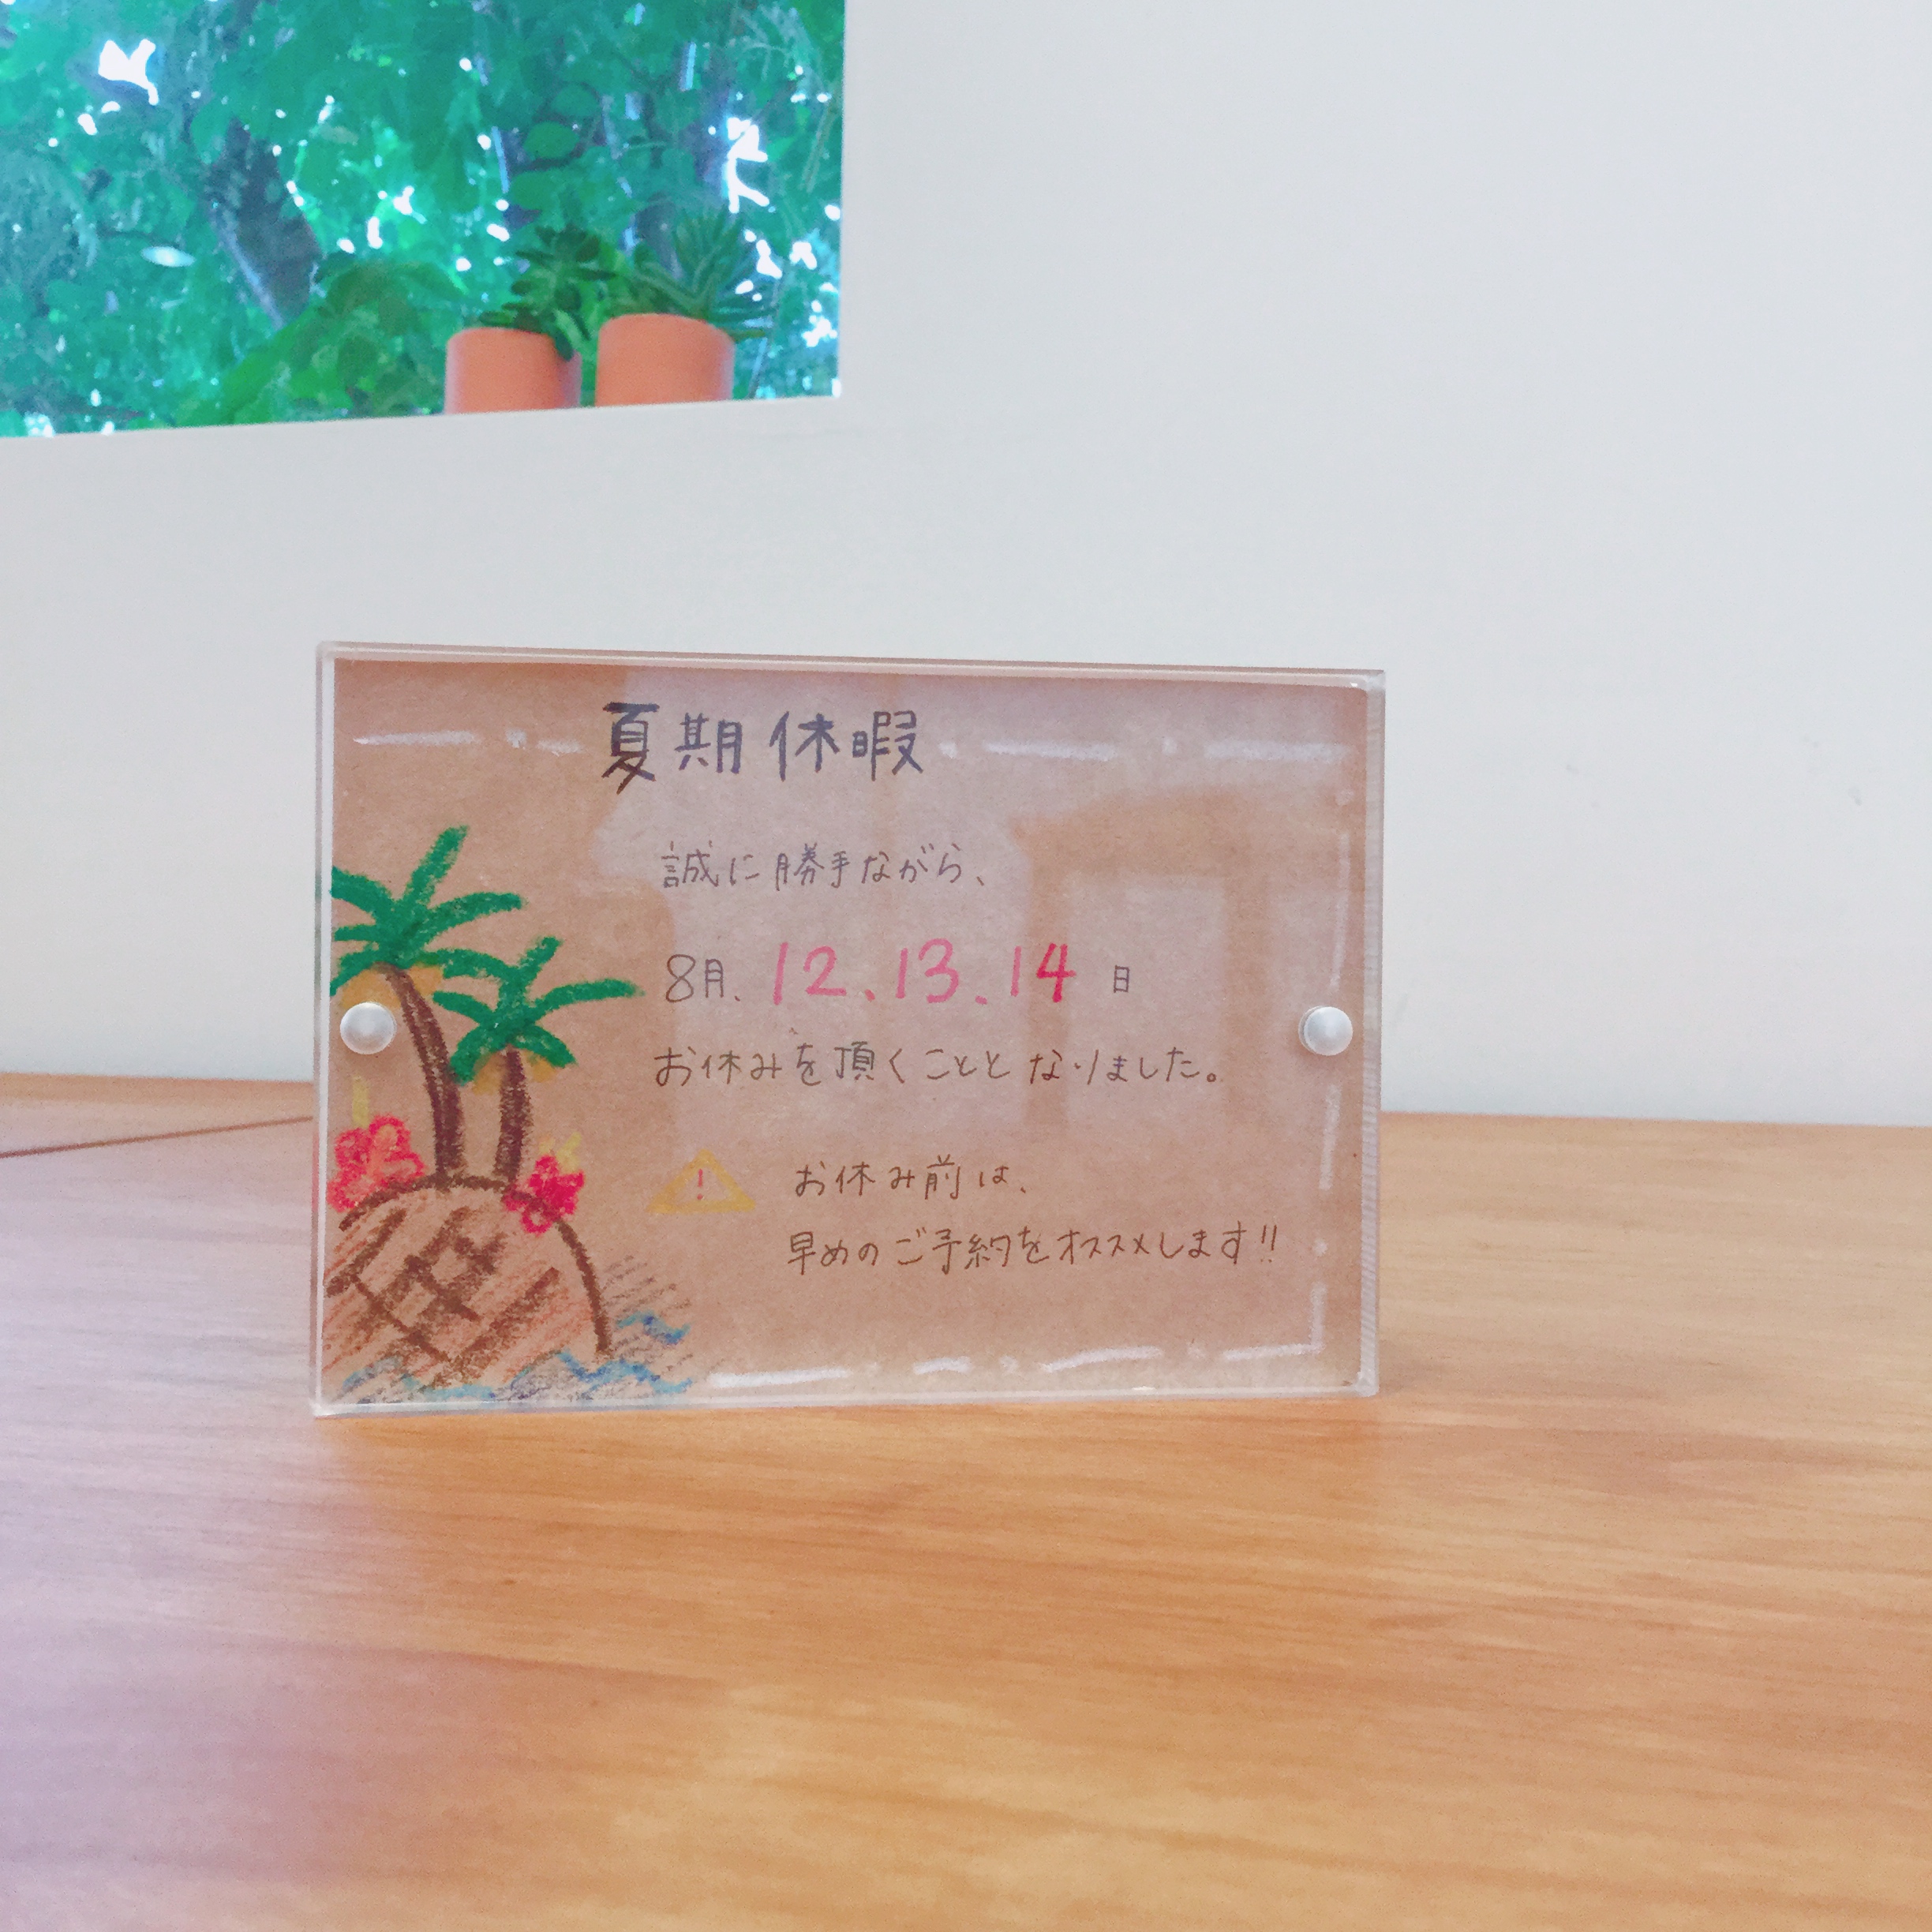 夏期休暇
誠に勝手ながら、
8月、12、13、14日
お休みを頂くこととなりました。
!
お休み前は、
早めのご予約をオススメします!!